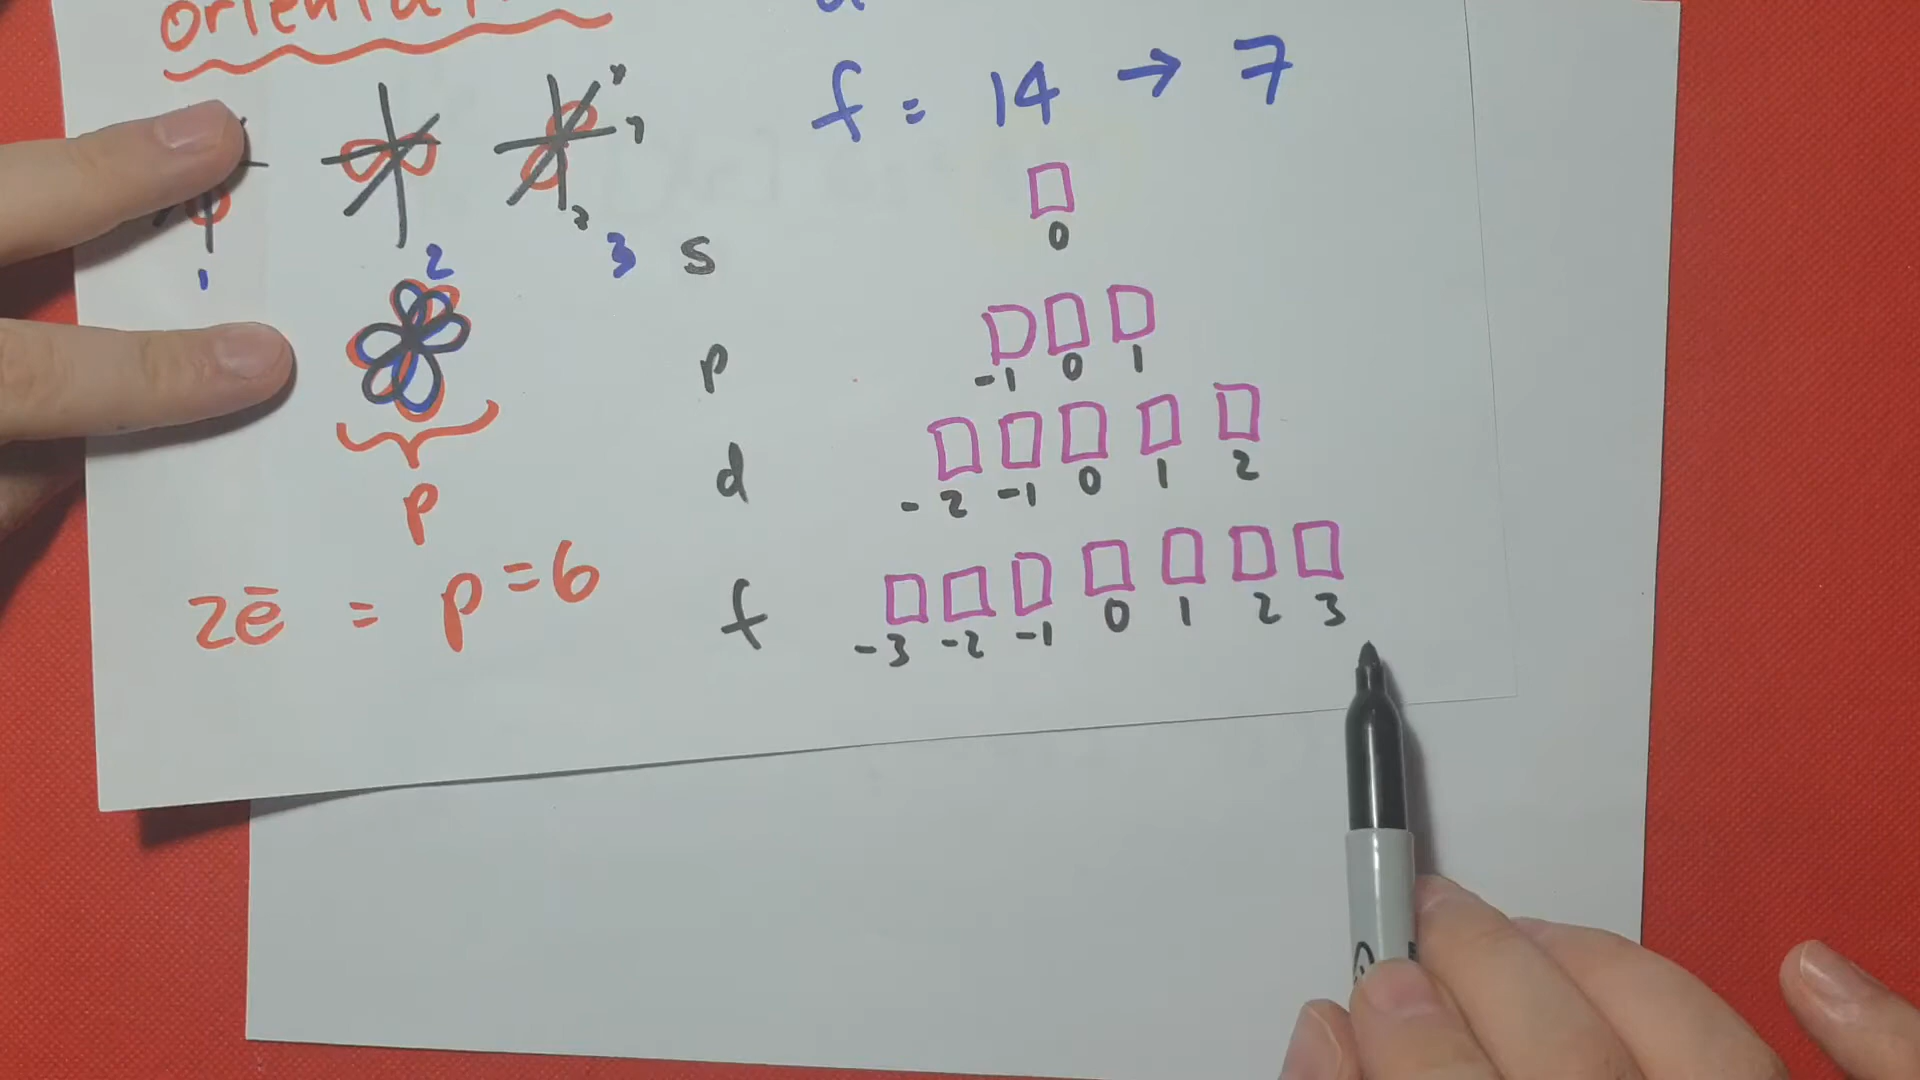 f = 14 → 7
x
y
z
1
2
3
s
0
p
-1 0 1
d
-2 -1 0 1 2
f
-3 -2 -1 0 1 2 3
p
2ē = p = 6